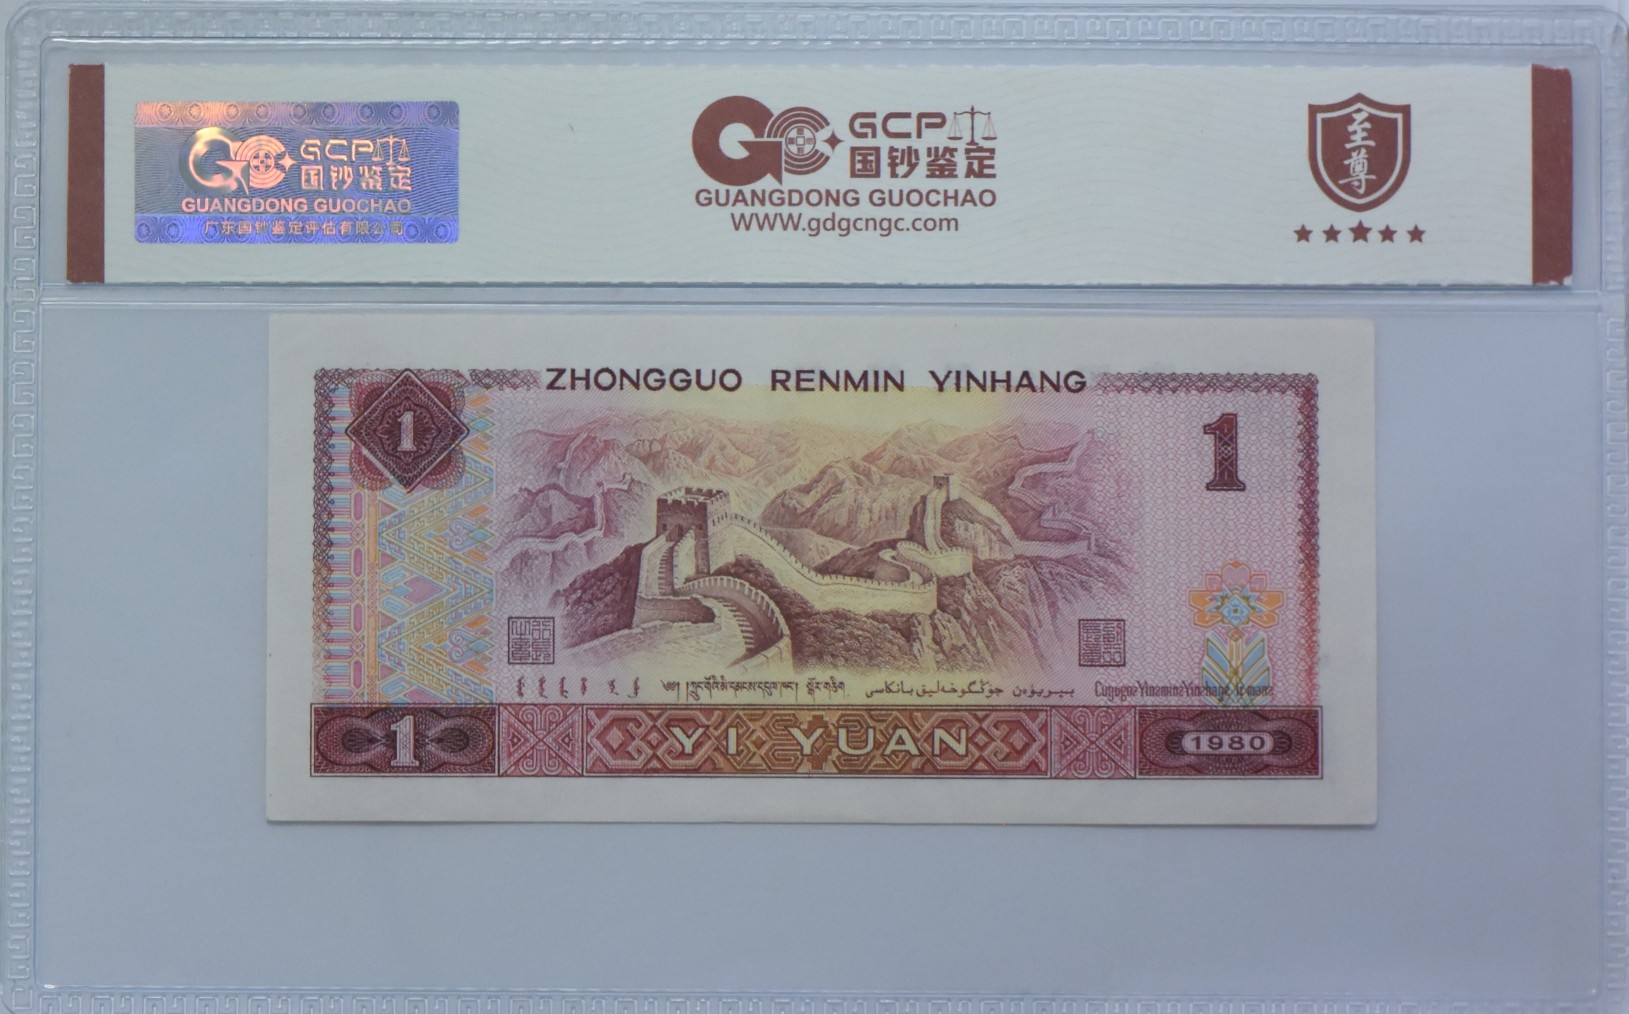 GCP
国钞鉴定
GUANGDONG GUOCHAO
广东国钞鉴定评估有限公司
GCP
国钞鉴定
GUANGDONG GUOCHAO
WWW.gdgcngc.com
至尊
ZHONGGUO RENMIN YINHANG
1
1
1 YI YUAN 1980